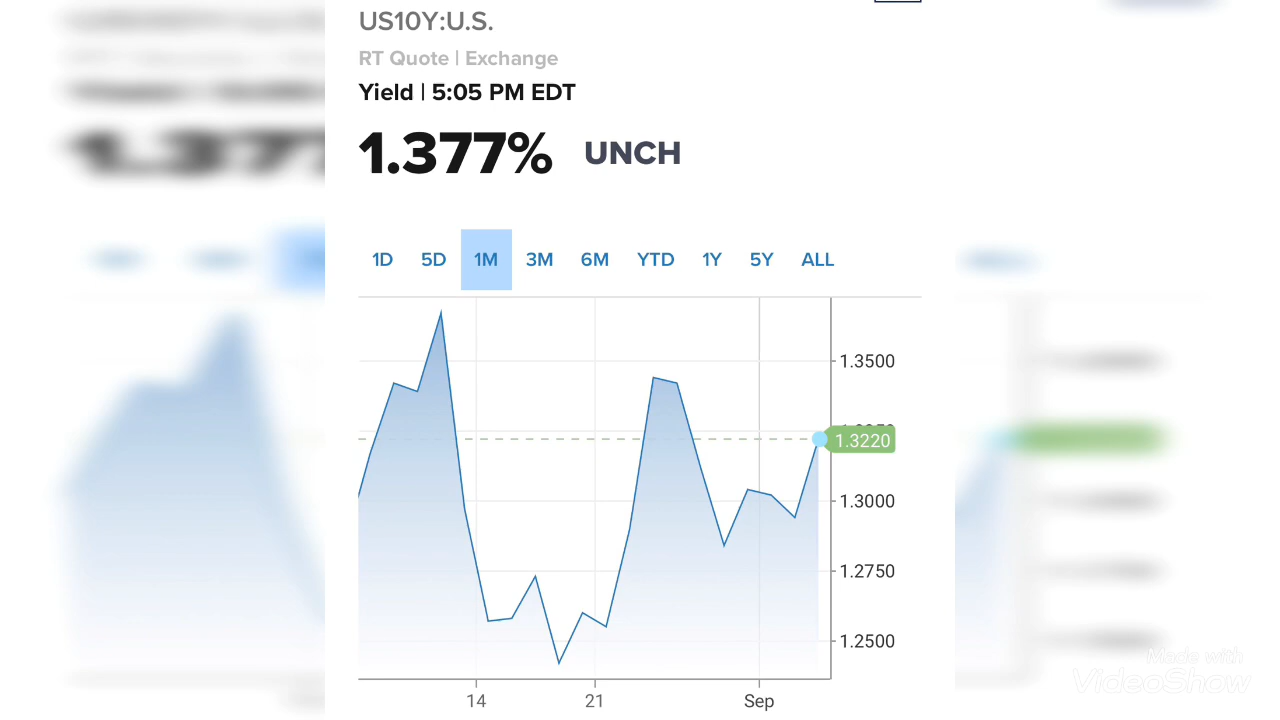 US10Y:U.S.
RT Quote | Exchange
Yield | 5:05 PM EDT
1.377% UNCH
1D 5D 1M 3M 6M YTD 1Y 5Y ALL
1.3500
1.3220
1.3000
1.2750
1.2500
14 21 Sep
Made with
VideoShow